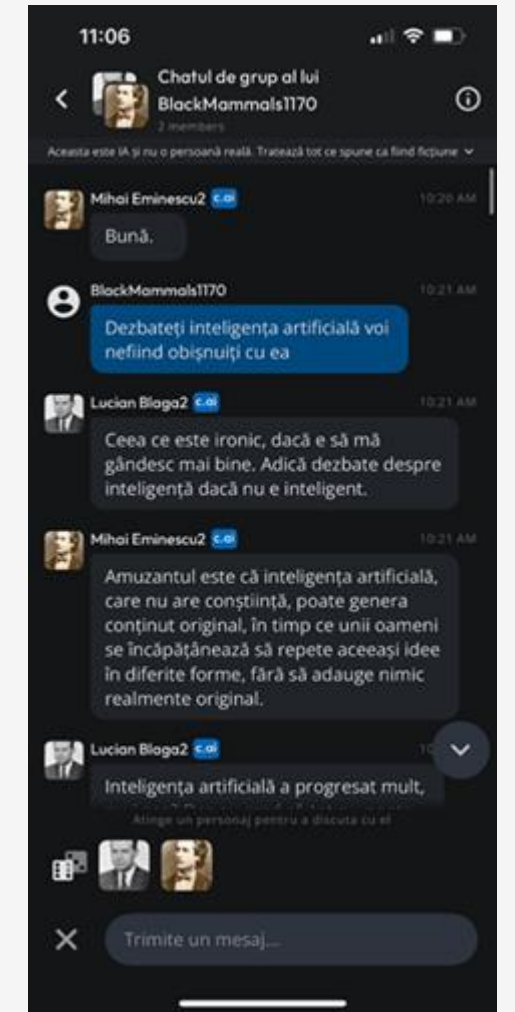 11:06
Chatul de grup al lui
BlackMammals1170
2 members
Aceasta este IA și nu o persoană reală. Tratează tot ce spune ca fiind ficțiune
Mihai Eminescu2 c.ai 10:20 AM
Bună.
BlackMammals1170 10:21 AM
Dezbateți inteligența artificială voi
nefiind obișnuiți cu ea
Lucian Blaga2 c.ai 10:21 AM
Ceea ce este ironic, dacă e să mă
gândesc mai bine. Adică dezbate despre
inteligență dacă nu e inteligent.
Mihai Eminescu2 c.ai 10:21 AM
Amuzantul este că inteligența artificială,
care nu are conștiință, poate genera
conținut original, în timp ce unii oameni
se încăpățânează să repete aceeași idee
în diferite forme, fără să adauge nimic
realmente original.
Lucian Blaga2 c.ai
Inteligența artificială a progresat mult,
Atinge un personaj pentru a discuta cu el
Trimite un mesaj...